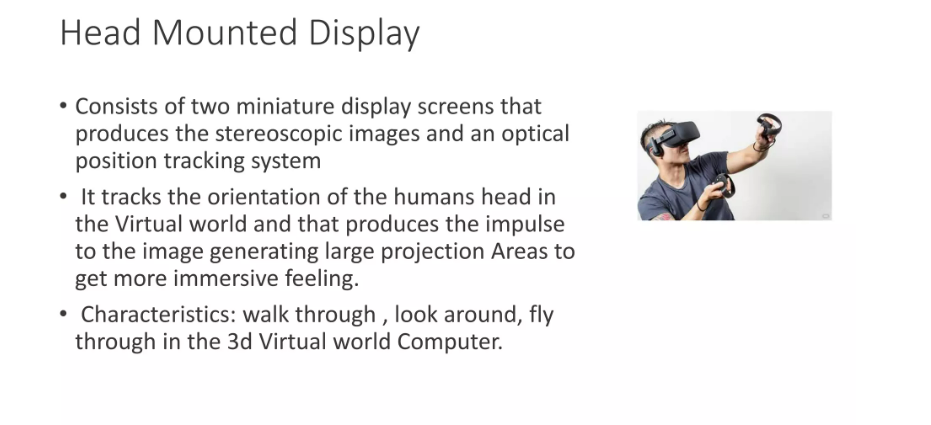 Head Mounted Display
• Consists of two miniature display screens that
produces the stereoscopic images and an optical
position tracking system
• It tracks the orientation of the humans head in
the Virtual world and that produces the impulse
to the image generating large projection Areas to
get more immersive feeling.
• Characteristics: walk through , look around, fly
through in the 3d Virtual world Computer.